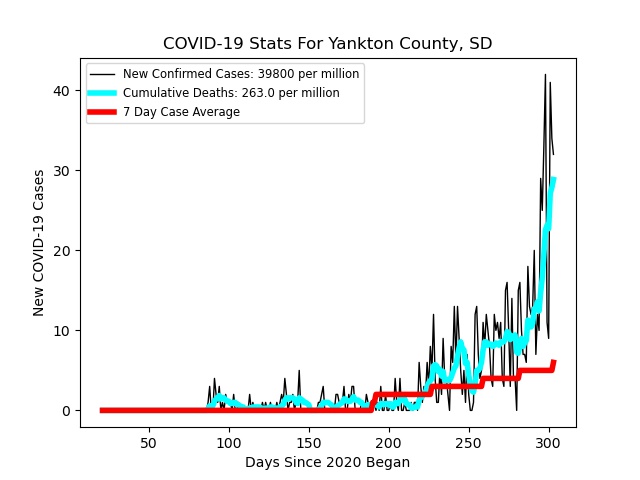 COVID-19 Stats For Yankton County, SD
New Confirmed Cases: 39800 per million
Cumulative Deaths: 263.0 per million
7 Day Case Average
40
30
20
10
0
New COVID-19 Cases
50 100 150 200 250 300
Days Since 2020 Began